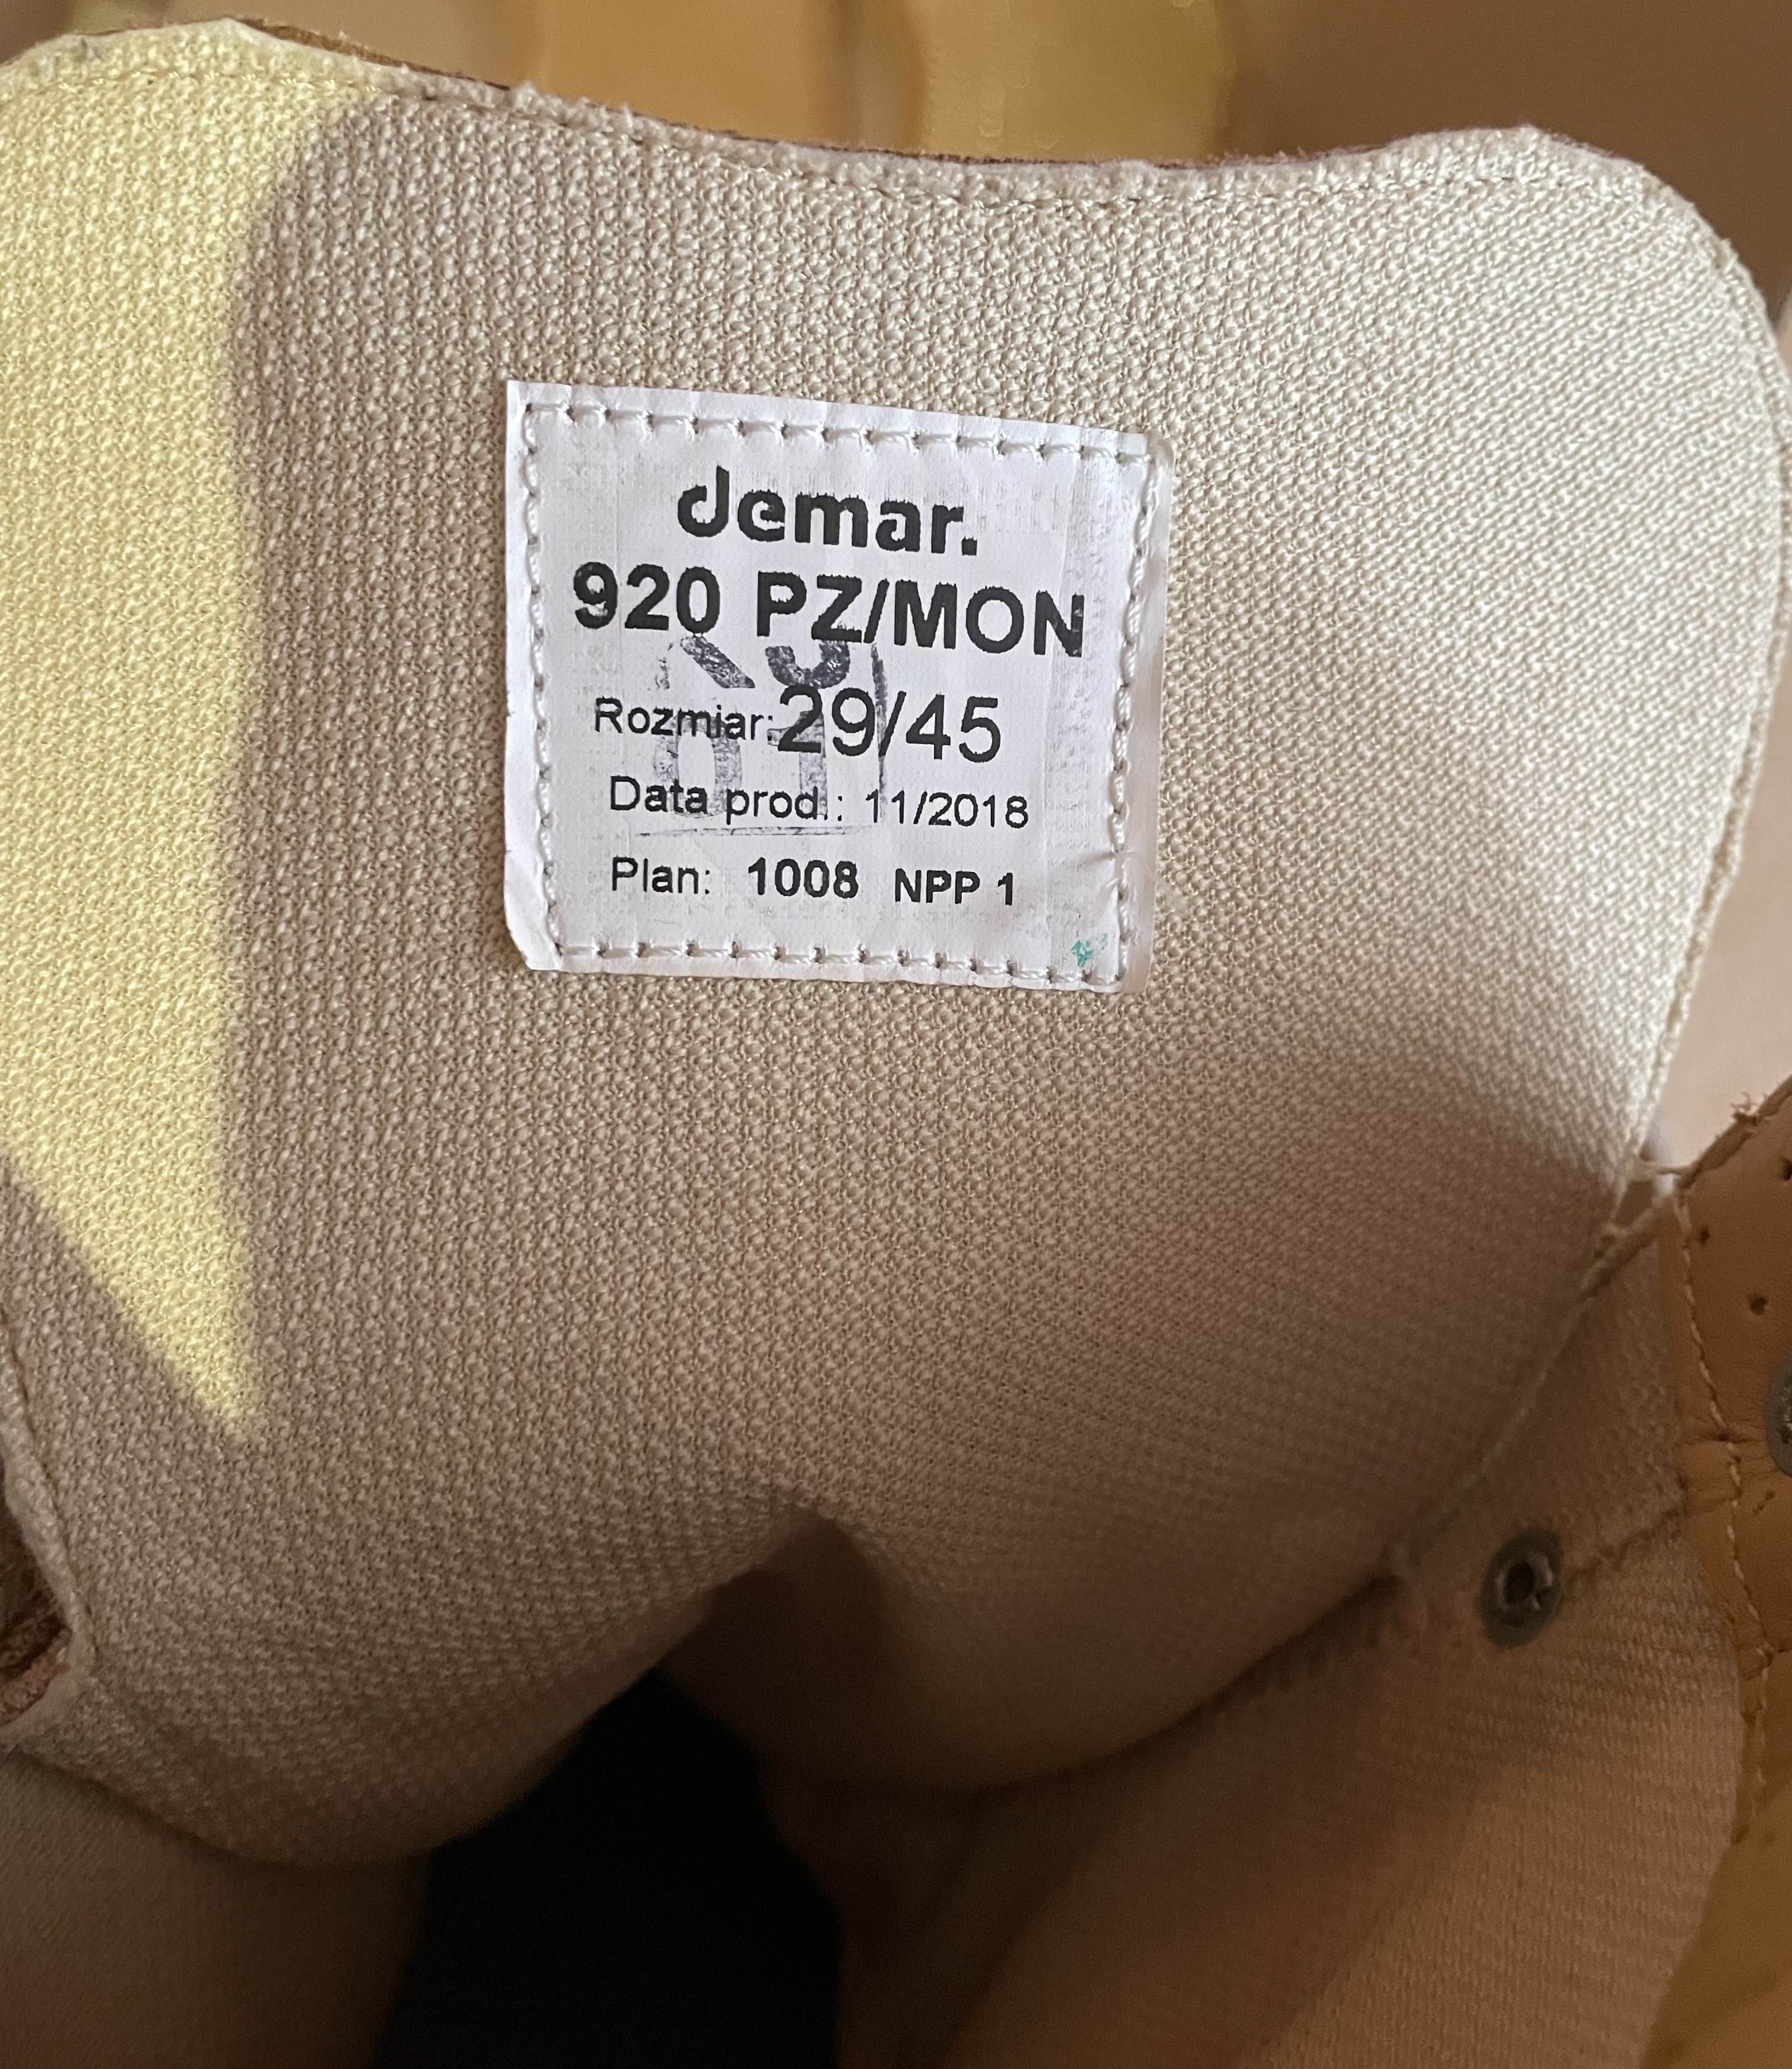 demar.
920 PZ/MON
Rozmiar: 29/45
Data prod.: 11/2018
Plan: 1008 NPP 1